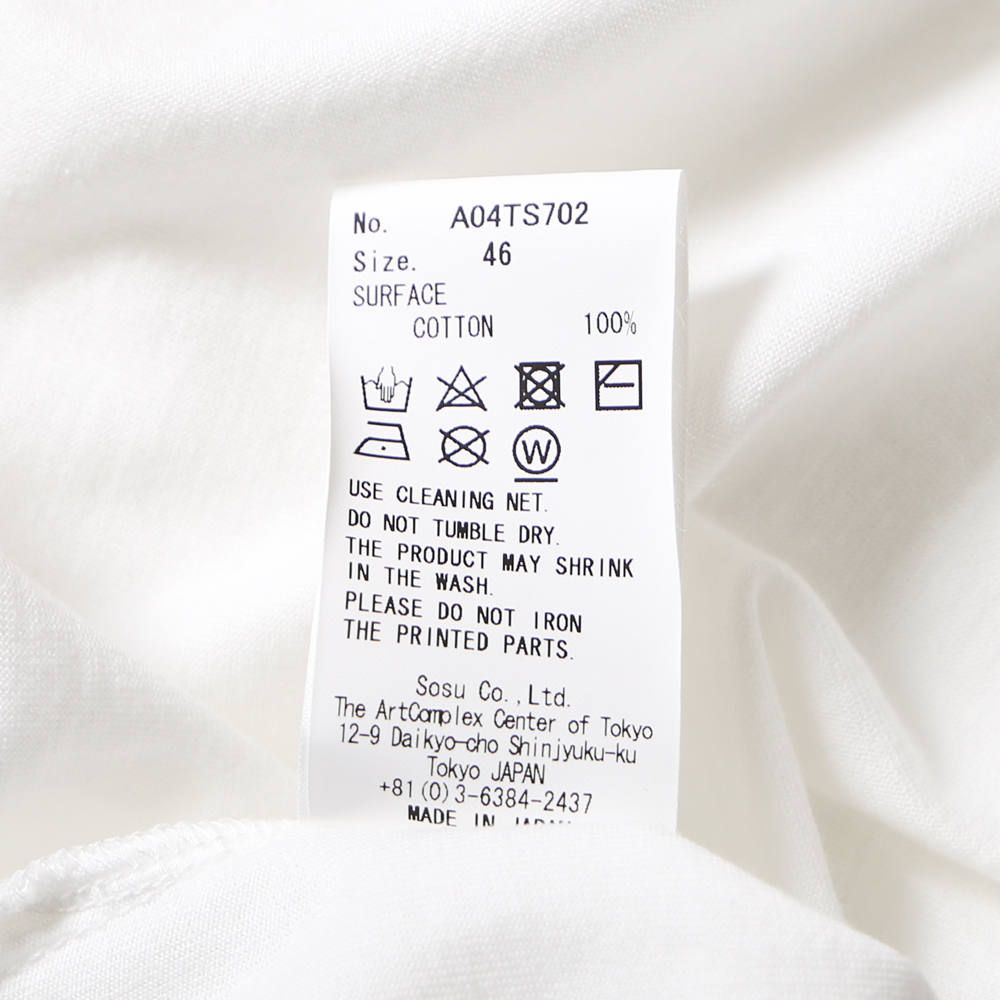 No. A04TS702
Size. 46
SURFACE
COTTON 100%
W
USE CLEANING NET.
DO NOT TUMBLE DRY.
THE PRODUCT MAY SHRINK
IN THE WASH.
PLEASE DO NOT IRON
THE PRINTED PARTS.
Sosu Co.,Ltd.
The ArtComplex Center of Tokyo
12-9 Daikyo-cho Shinjyuku-ku
Tokyo JAPAN
+81(0)3-6384-2437
MADE IN